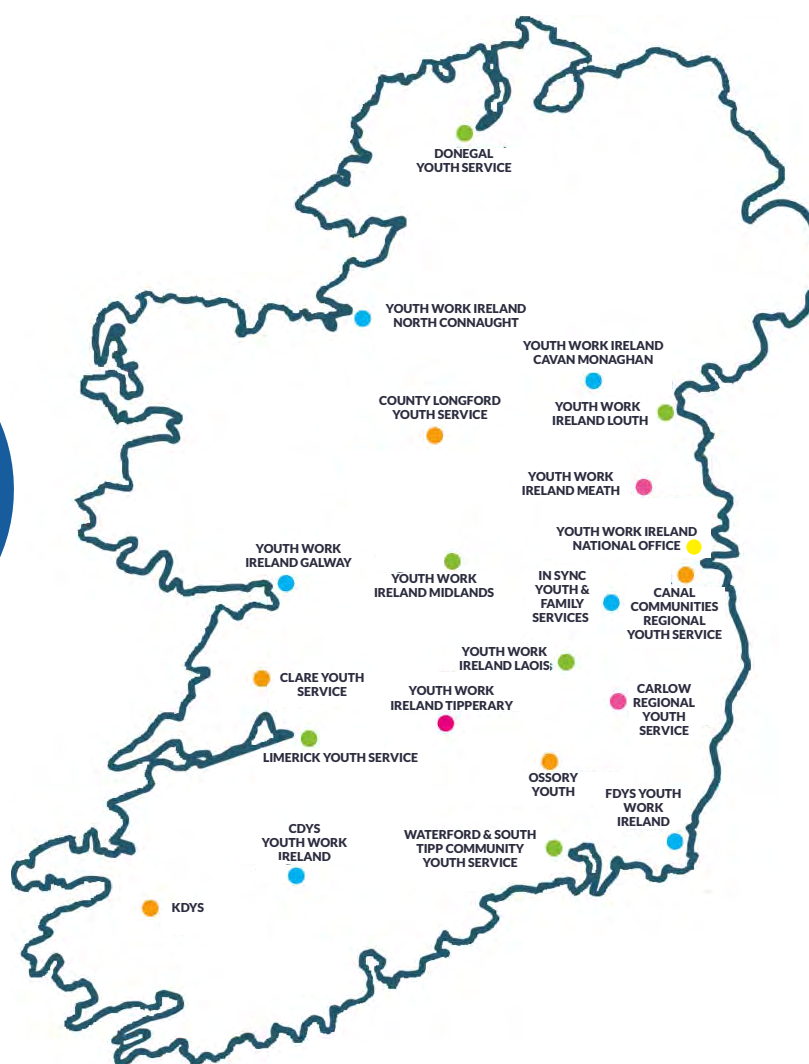 DONEGAL
YOUTH SERVICE
YOUTH WORK IRELAND
NORTH CONNAUGHT
YOUTH WORK IRELAND
CAVAN MONAGHAN
COUNTY LONGFORD
YOUTH SERVICE
YOUTH WORK
IRELAND LOUTH
YOUTH WORK
IRELAND MEATH
YOUTH WORK IRELAND
NATIONAL OFFICE
YOUTH WORK
IRELAND GALWAY
YOUTH WORK
IRELAND MIDLANDS
IN SYNC
YOUTH &
FAMILY
SERVICES
CANAL
COMMUNITIES
REGIONAL
YOUTH SERVICE
YOUTH WORK
IRELAND LAOIS
CLARE YOUTH
SERVICE
YOUTH WORK
IRELAND TIPPERARY
CARLOW
REGIONAL
YOUTH
SERVICE
LIMERICK YOUTH SERVICE
OSSORY
YOUTH
FDYS YOUTH
WORK
IRELAND
CDYS
YOUTH WORK
IRELAND
WATERFORD & SOUTH
TIPP COMMUNITY
YOUTH SERVICE
KDYS